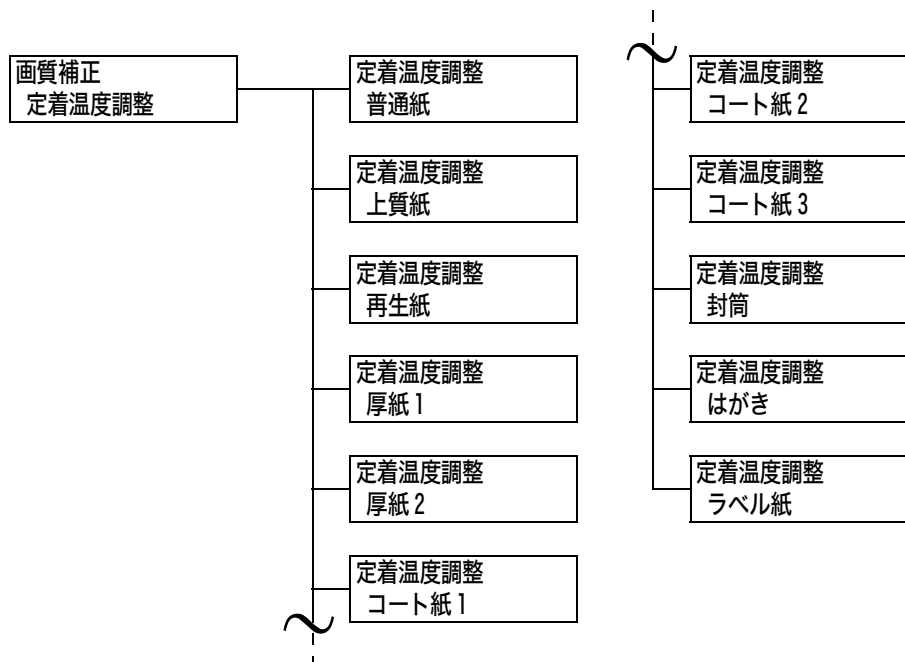 画質補正
定着温度調整
定着温度調整
普通紙
定着温度調整
上質紙
定着温度調整
再生紙
定着温度調整
厚紙1
定着温度調整
厚紙2
定着温度調整
コート紙1
定着温度調整
コート紙2
定着温度調整
コート紙3
定着温度調整
封筒
定着温度調整
はがき
定着温度調整
ラベル紙